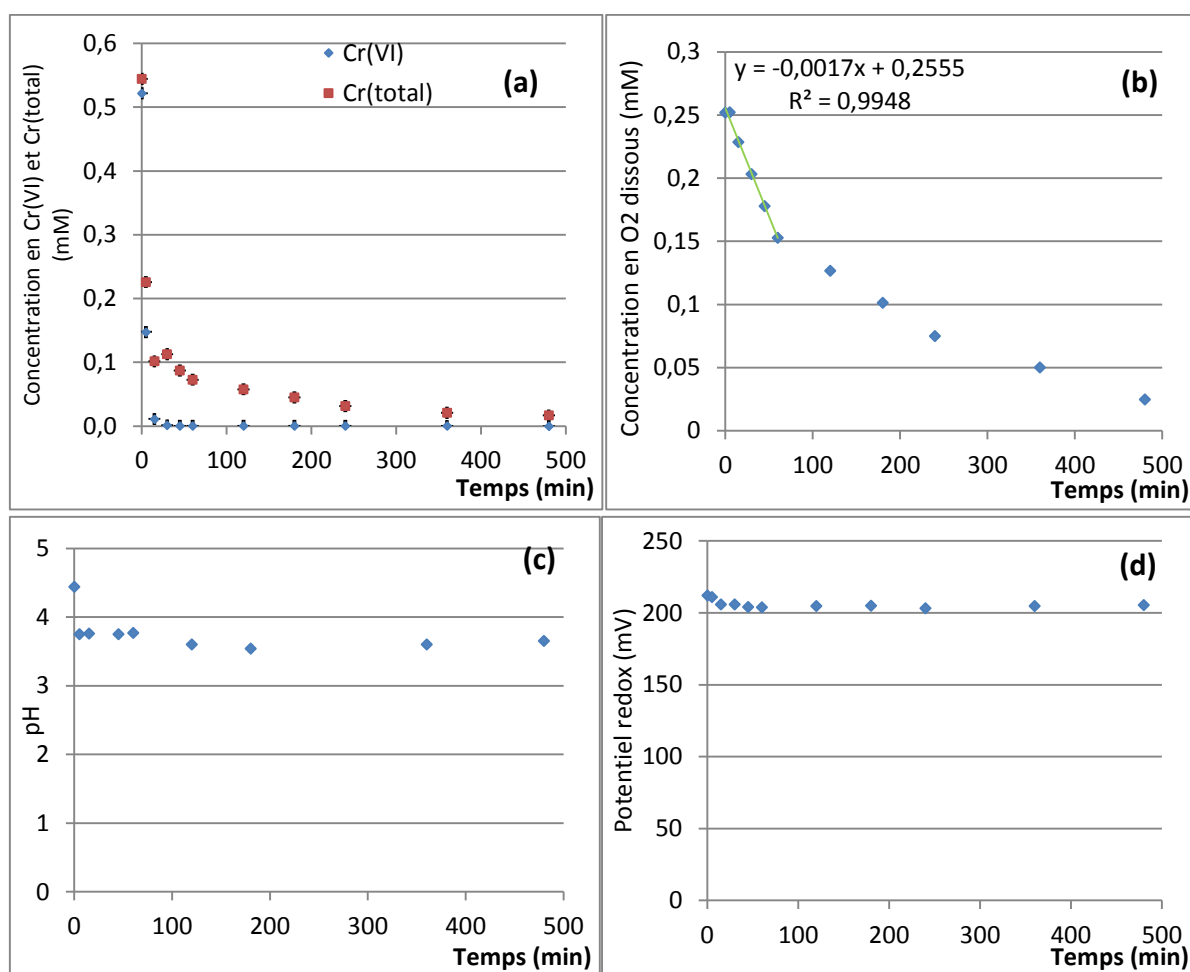 Concentration en Cr(VI) et Cr(total)
(mM)
0,6
0,5
0,4
0,3
0,2
0,1
0,0
Cr(VI)
Cr(total)
(a)
0
100
200
300
400
500
Temps (min)
Concentration en O2 dissous (mM)
0,3
0,25
0,2
0,15
0,1
0,05
0
y = -0,0017x + 0,2555
R² = 0,9948
(b)
0
100
200
300
400
500
Temps (min)
pH
5
4
3
2
1
0
(c)
0
100
200
300
400
500
Temps (min)
Potentiel redox (mV)
250
200
150
100
50
0
(d)
0
100
200
300
400
500
Temps (min)